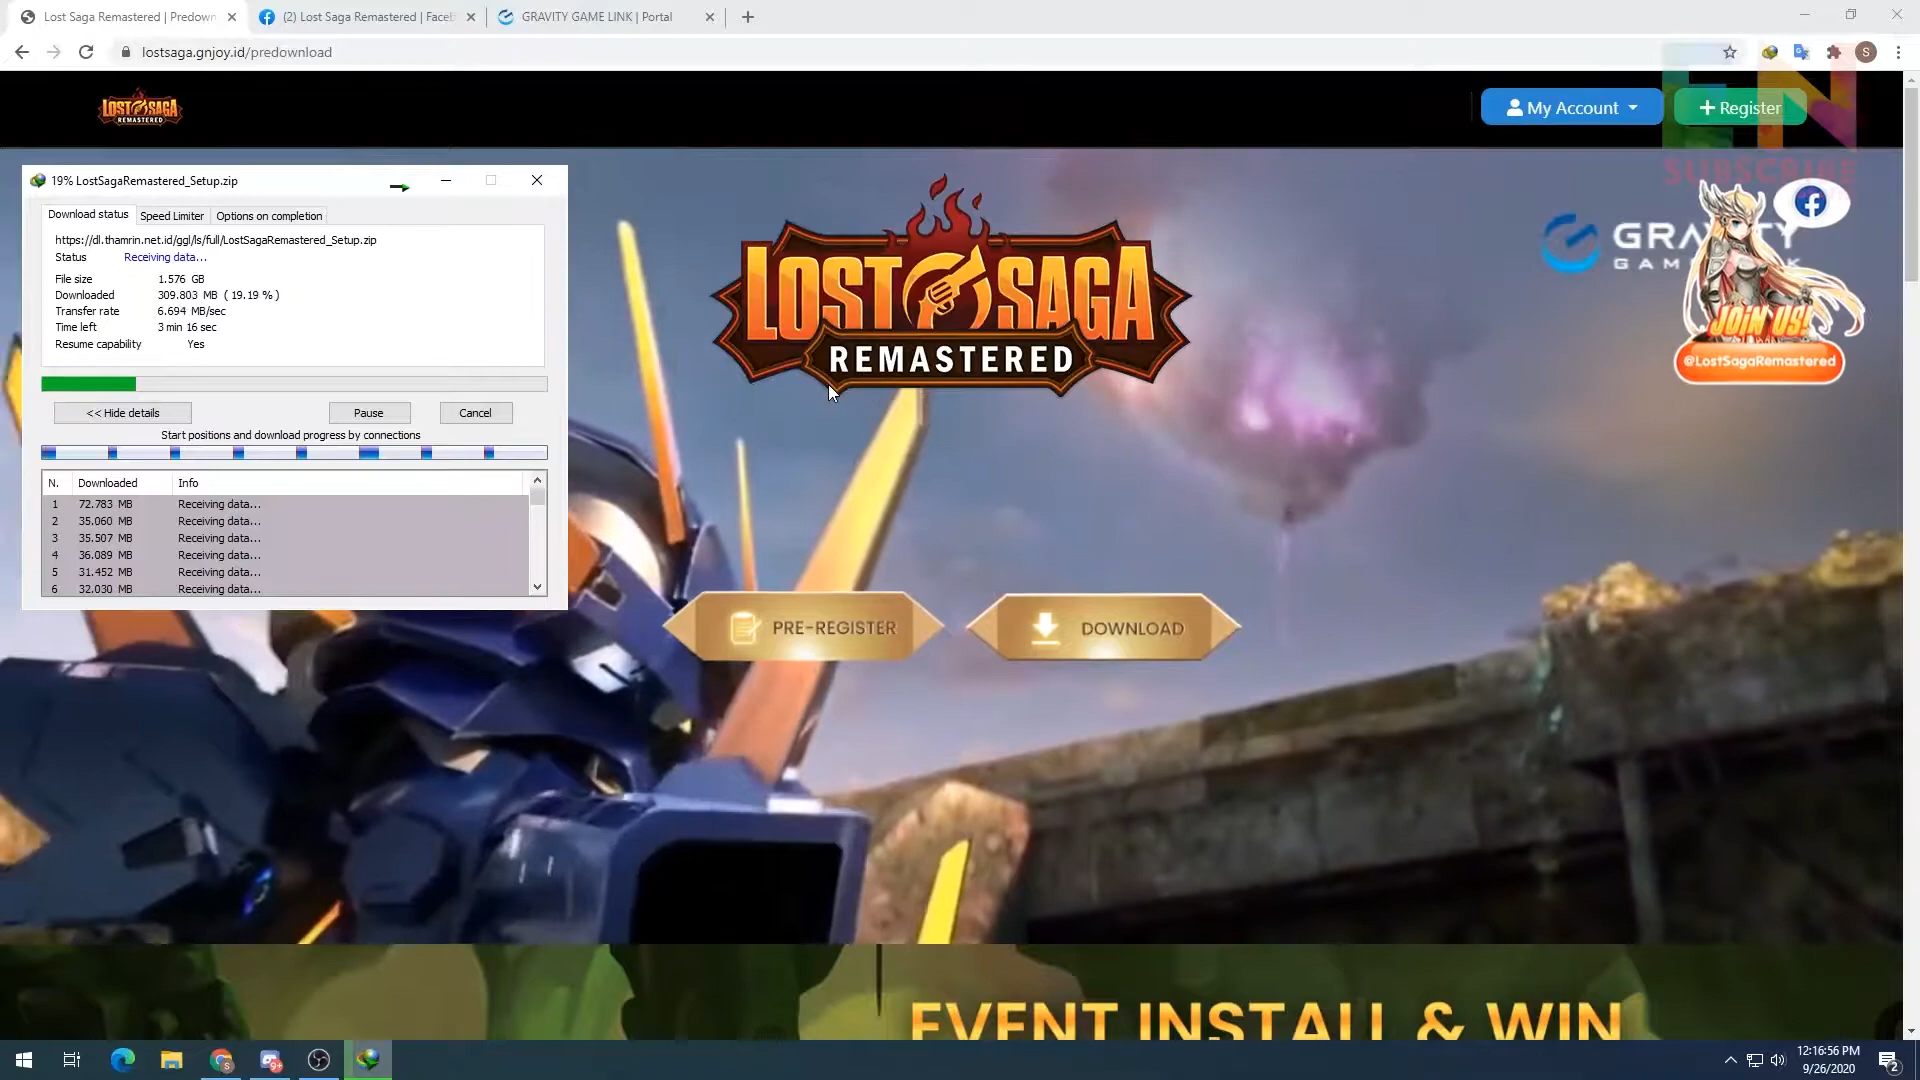 Lost Saga Remastered | Predown
(2) Lost Saga Remastered | Faceb
GRAVITY GAME LINK | Portal
lostsaga.gnjoy.id/predownload
S
LOST SAGA
REMASTERED
My Account
+ Register
EN
SUBSCRIBE
19% LostSagaRemastered_Setup.zip
Download status
Speed Limiter
Options on completion
https://dl.thamrin.net.id/ggl/ls/full/LostSagaRemastered_Setup.zip
Status Receiving data...
File size 1.576 GB
Downloaded 309.803 MB ( 19.19 % )
Transfer rate 6.694 MB/sec
Time left 3 min 16 sec
Resume capability Yes
<< Hide details
Pause
Cancel
Start positions and download progress by connections
N. Downloaded Info
1 72.783 MB Receiving data...
2 35.060 MB Receiving data...
3 35.507 MB Receiving data...
4 36.089 MB Receiving data...
5 31.452 MB Receiving data...
6 32.030 MB Receiving data...
LOST SAGA
REMASTERED
JOIN US!
@LostSagaRemastered
PRE-REGISTER
DOWNLOAD
EVENT INSTALL & WIN
9+
12:16:56 PM
9/26/2020
2